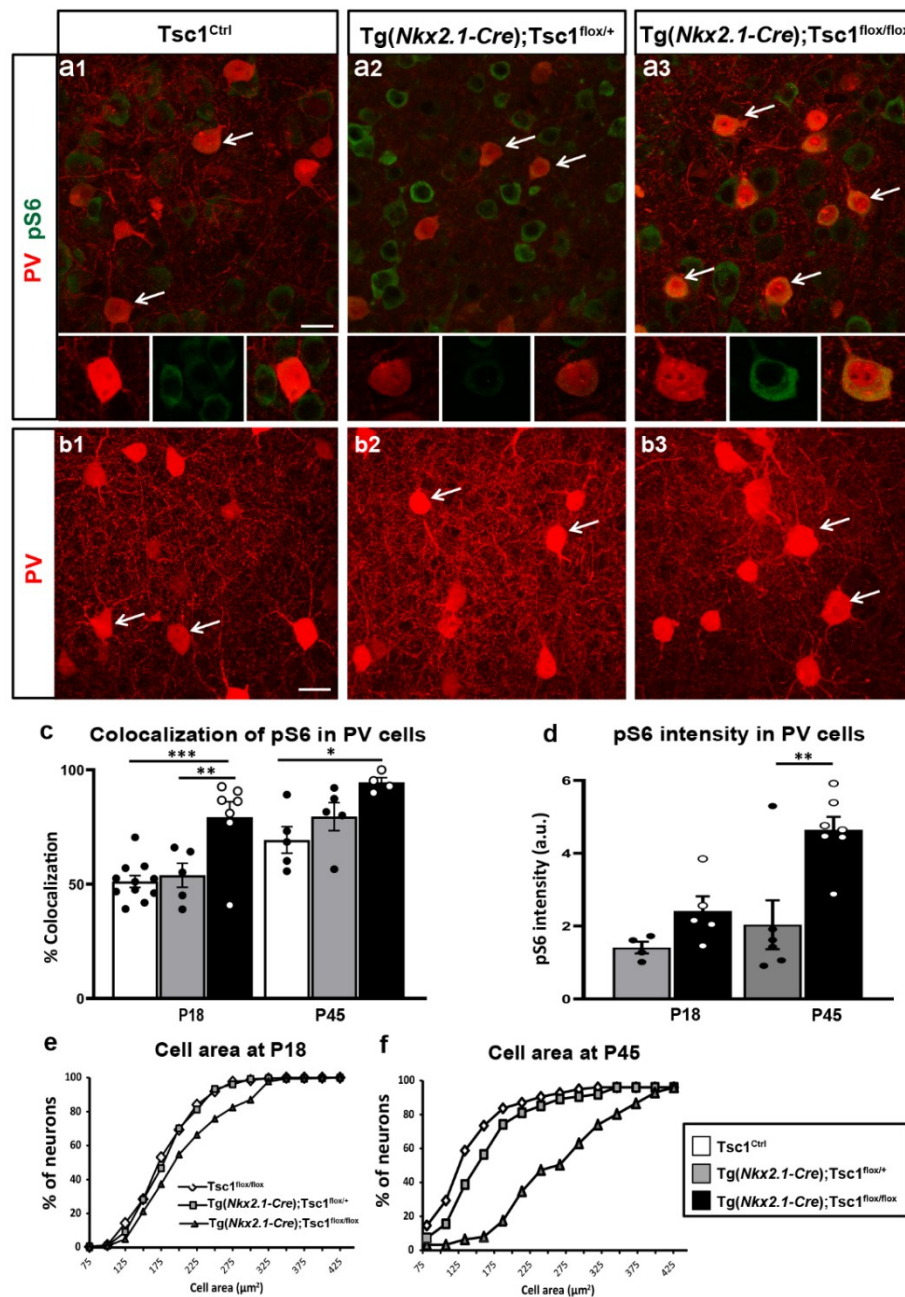 Tsc1Ctrl
Tg(Nkx2.1-Cre);Tsc1flox/+
Tg(Nkx2.1-Cre);Tsc1flox/flox
PV pS6
a1
a2
a3
PV
b1
b2
b3
c
Colocalization of pS6 in PV cells
***
**
*
% Colocalization
100
50
0
P18
P45
d
pS6 intensity in PV cells
**
pS6 intensity (a.u.)
6
4
2
0
P18
P45
e
Cell area at P18
% of neurons
100
80
60
40
20
0
Tsc1flox/flox
Tg(Nkx2.1-Cre);Tsc1flox/+
Tg(Nkx2.1-Cre);Tsc1flox/flox
75 125 175 225 275 325 375 425
Cell area (μm²)
f
Cell area at P45
% of neurons
100
80
60
40
20
0
75 125 175 225 275 325 375 425
Cell area (μm²)
Tsc1Ctrl
Tg(Nkx2.1-Cre);Tsc1flox/+
Tg(Nkx2.1-Cre);Tsc1flox/flox